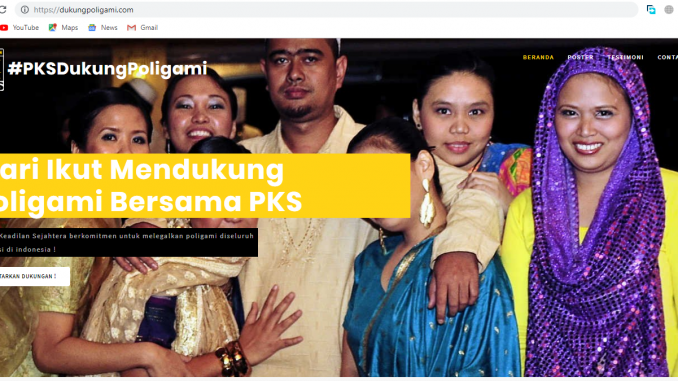 https://dukungpoligami.com
YouTube Maps News Gmail
#PKSDukungPoligami
BERANDA POSTER TESTIMONI CONTA
ari Ikut Mendukung
oligami Bersama PKS
Keadilan Sejahtera berkomitmen untuk melegalkan poligami diseluruh
si di indonesia !
TARKAN DUKUNGAN !